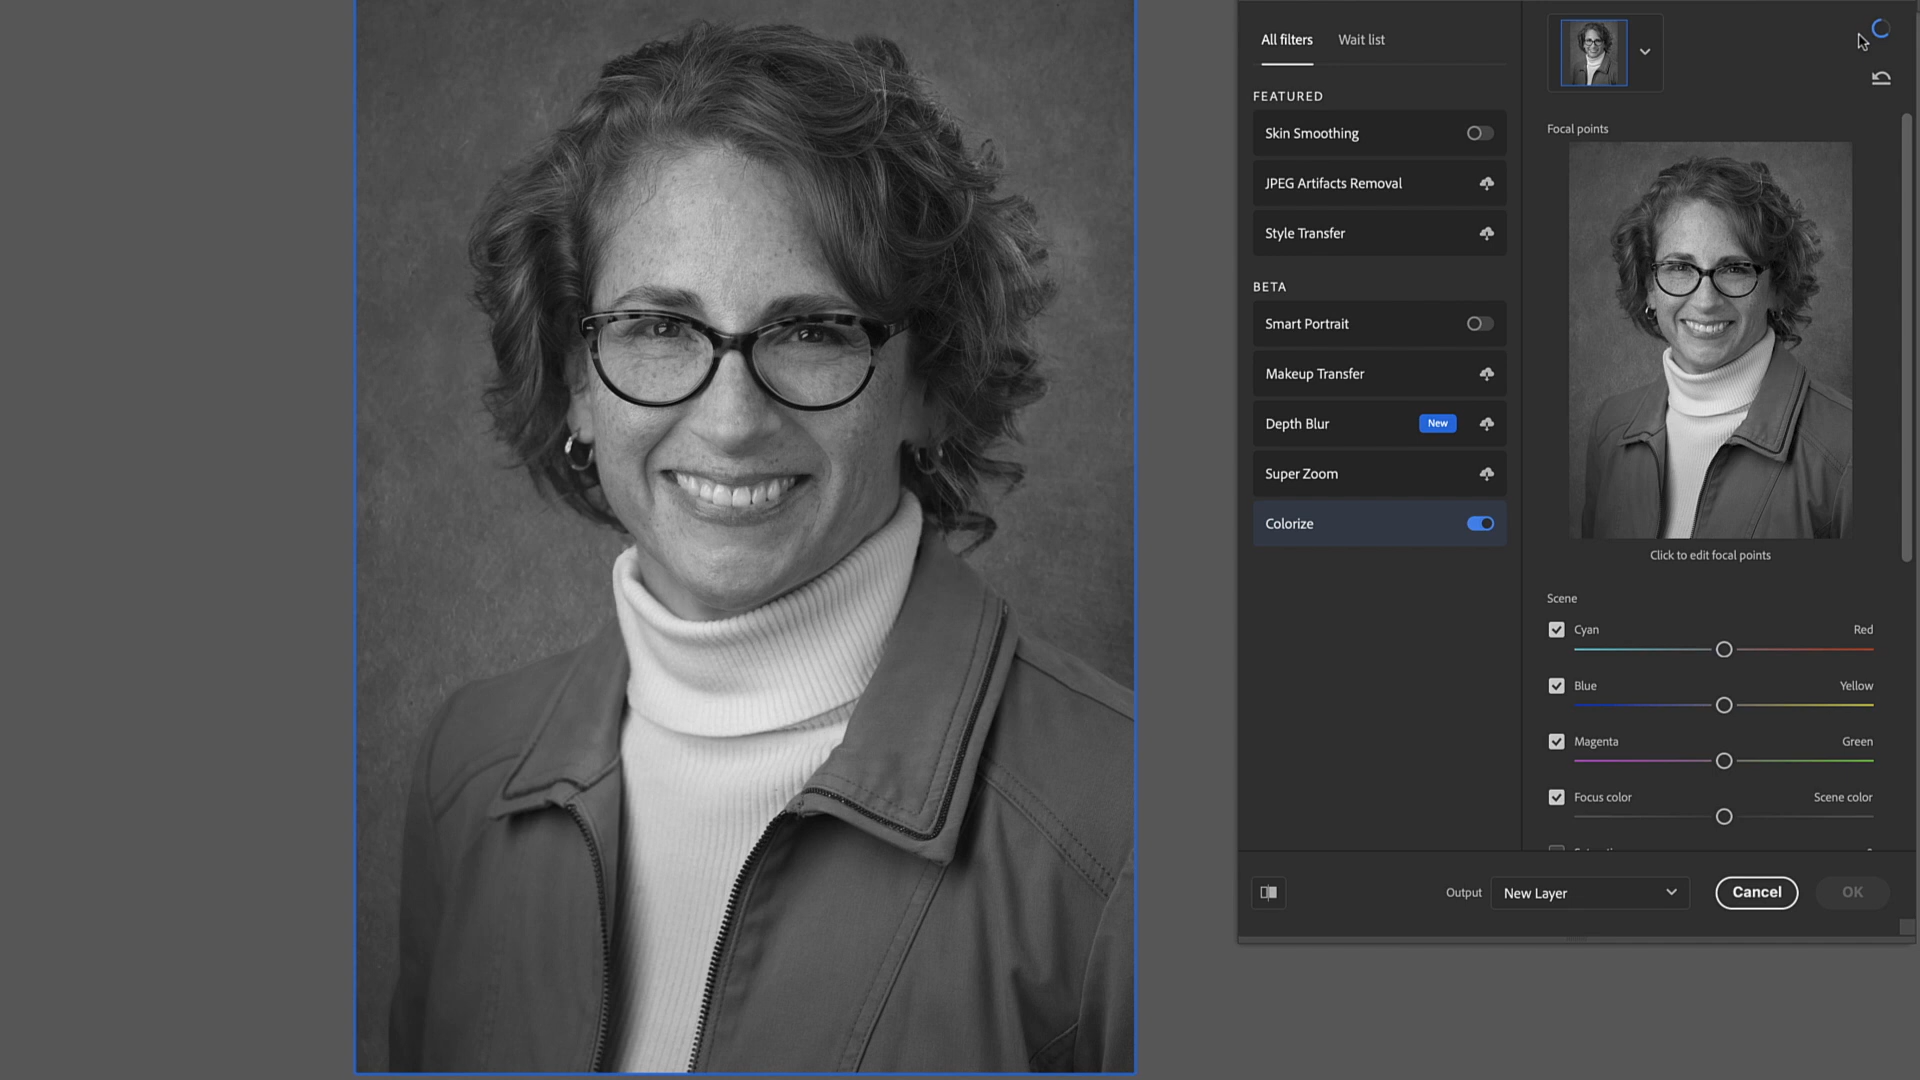 All filters
Wait list
FEATURED
Skin Smoothing
JPEG Artifacts Removal
Style Transfer
BETA
Smart Portrait
Makeup Transfer
Depth Blur
New
Super Zoom
Colorize
Focal points
Click to edit focal points
Scene
Cyan Red
Blue Yellow
Magenta Green
Focus color Scene color
Output
New Layer
Cancel
OK